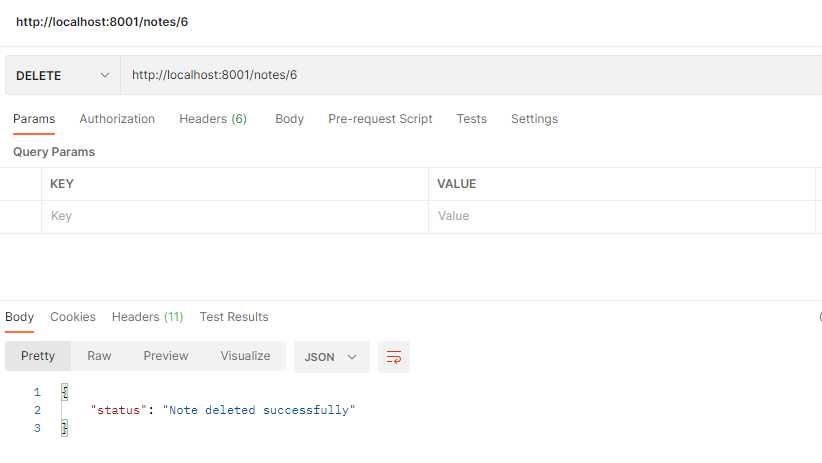 http://localhost:8001/notes/6
DELETE http://localhost:8001/notes/6
Params Authorization Headers (6) Body Pre-request Script Tests Settings
Query Params
KEY VALUE
Key Value
Body Cookies Headers (11) Test Results
Pretty Raw Preview Visualize JSON
1 {
2 "status": "Note deleted successfully"
3 }